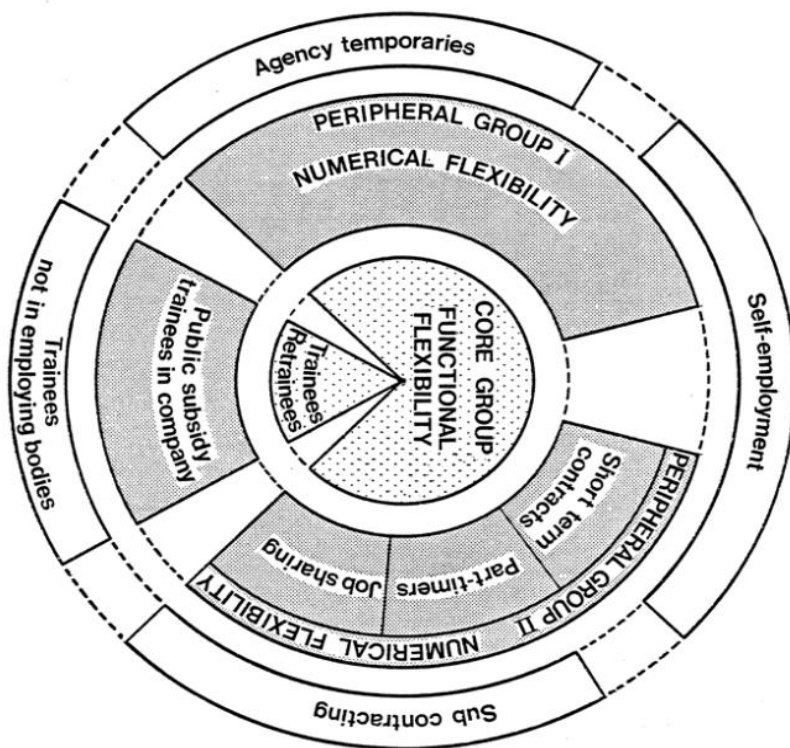 Agency temporaries
PERIPHERAL GROUP I
NUMERICAL FLEXIBILITY
Self-employment
CORE GROUP
FUNCTIONAL
FLEXIBILITY
Trainees
Retrainees
Public subsidy
trainees in company
Trainees
not in employing bodies
Short term
contracts
Part-timers
Job sharing
PERIPHERAL GROUP II
NUMERICAL FLEXIBILITY
Sub contracting